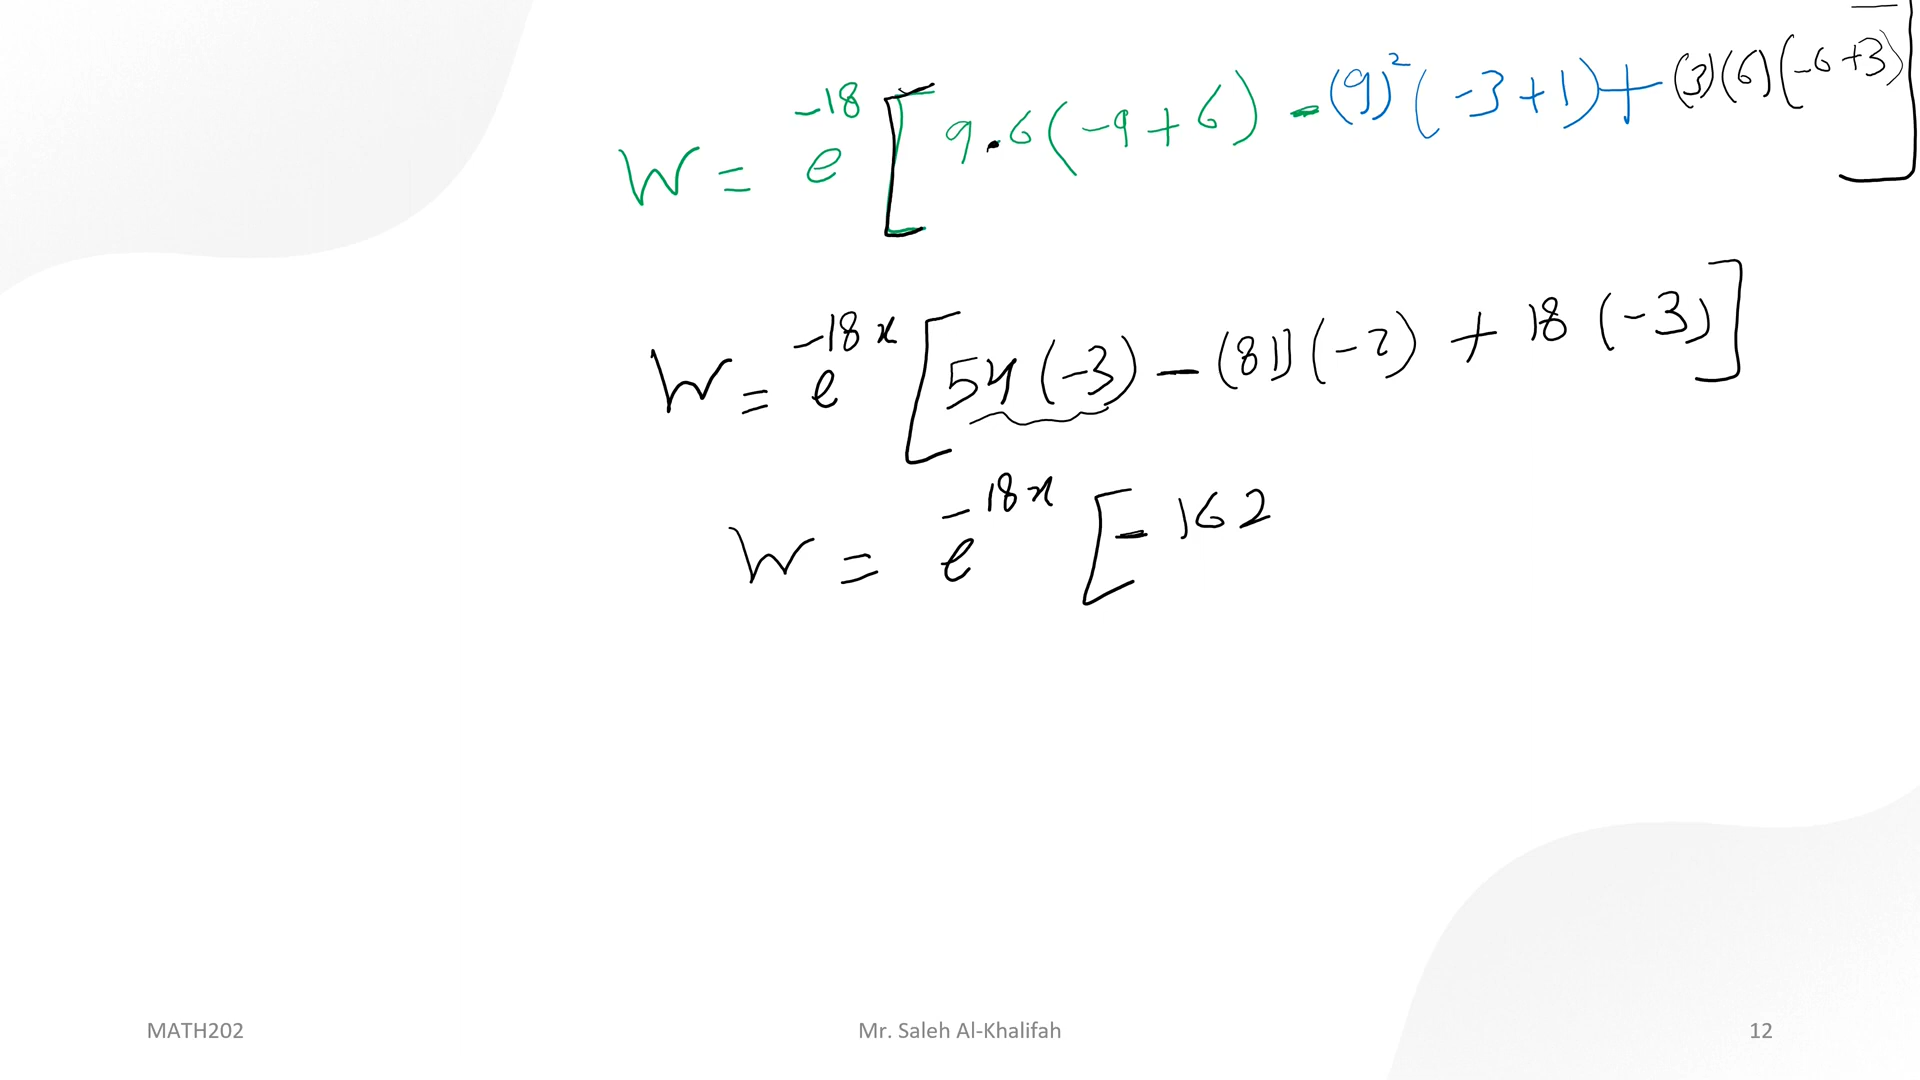 W = e^-18 [ 9.6(-9+6) - (9)²(-3+1) + (3)(6)(-6+3) ]
W = e^-18x [ 54(-3) - (81)(-2) + 18(-3) ]
W = e^-18x [ -162
MATH202 Mr. Saleh Al-Khalifah 12